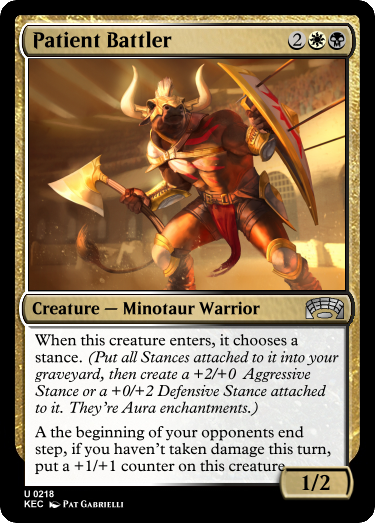 Patient Battler 2
Creature — Minotaur Warrior
When this creature enters, it chooses a
stance. (Put all Stances attached to it into your
graveyard, then create a +2/+0 Aggressive
Stance or a +0/+2 Defensive Stance attached
to it. They're Aura enchantments.)
A the beginning of your opponents end
step, if you haven't taken damage this turn,
put a +1/+1 counter on this creature.
1/2
U 0218
KEC Pat Gabrielli